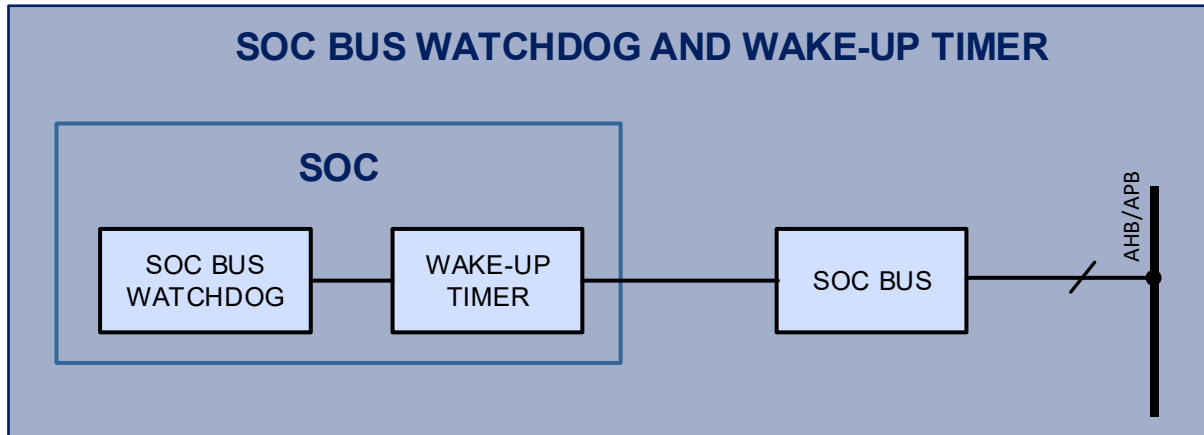 SOC BUS WATCHDOG AND WAKE-UP TIMER
SOC
SOC BUS
WATCHDOG
WAKE-UP
TIMER
SOC BUS
AHB/APB